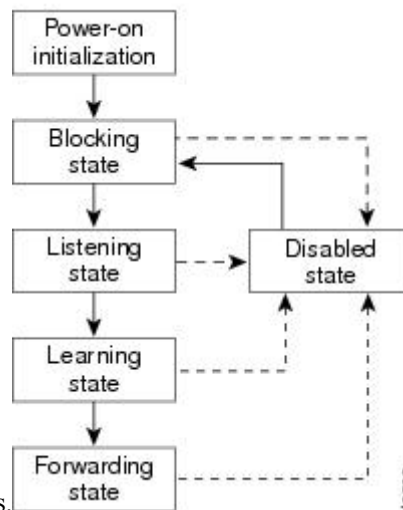 Power-on
initialization
Blocking
state
Listening
state
Disabled
state
Learning
state
Forwarding
state
s.